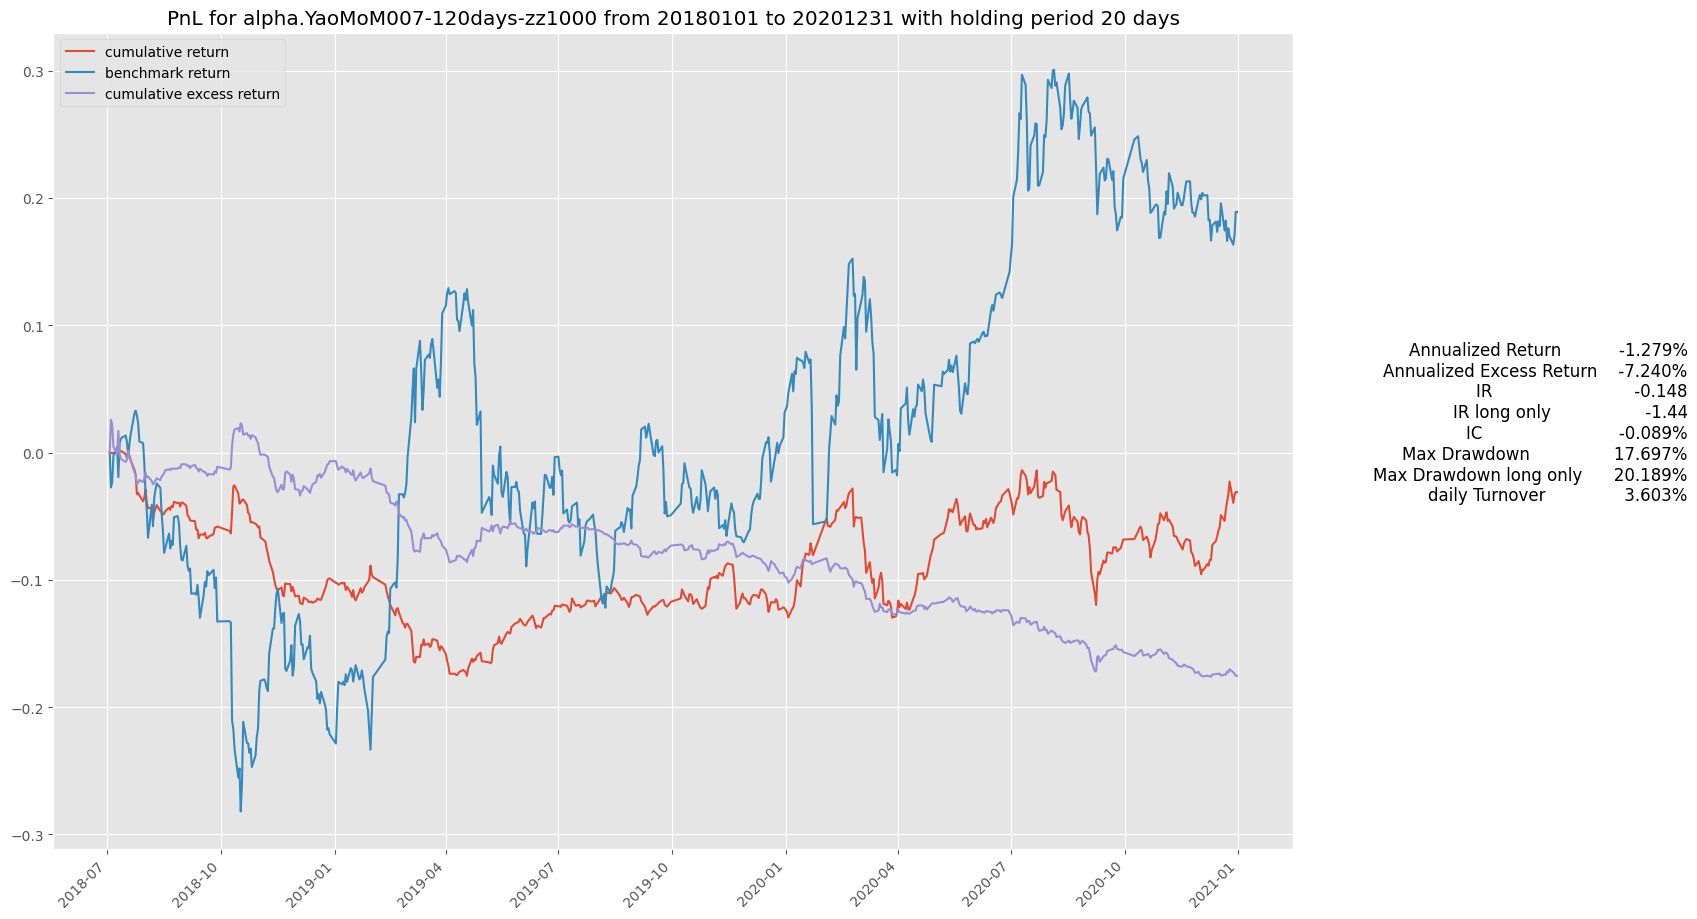 PnL for alpha.YaoMoM007-120days-zz1000 from 20180101 to 20201231 with holding period 20 days
cumulative return
benchmark return
cumulative excess return
0.3
0.2
0.1
0.0
−0.1
−0.2
−0.3
2018-07
2018-10
2019-01
2019-04
2019-07
2019-10
2020-01
2020-04
2020-07
2020-10
2021-01
Annualized Return -1.279%
Annualized Excess Return -7.240%
IR -0.148
IR long only -1.44
IC -0.089%
Max Drawdown 17.697%
Max Drawdown long only 20.189%
daily Turnover 3.603%